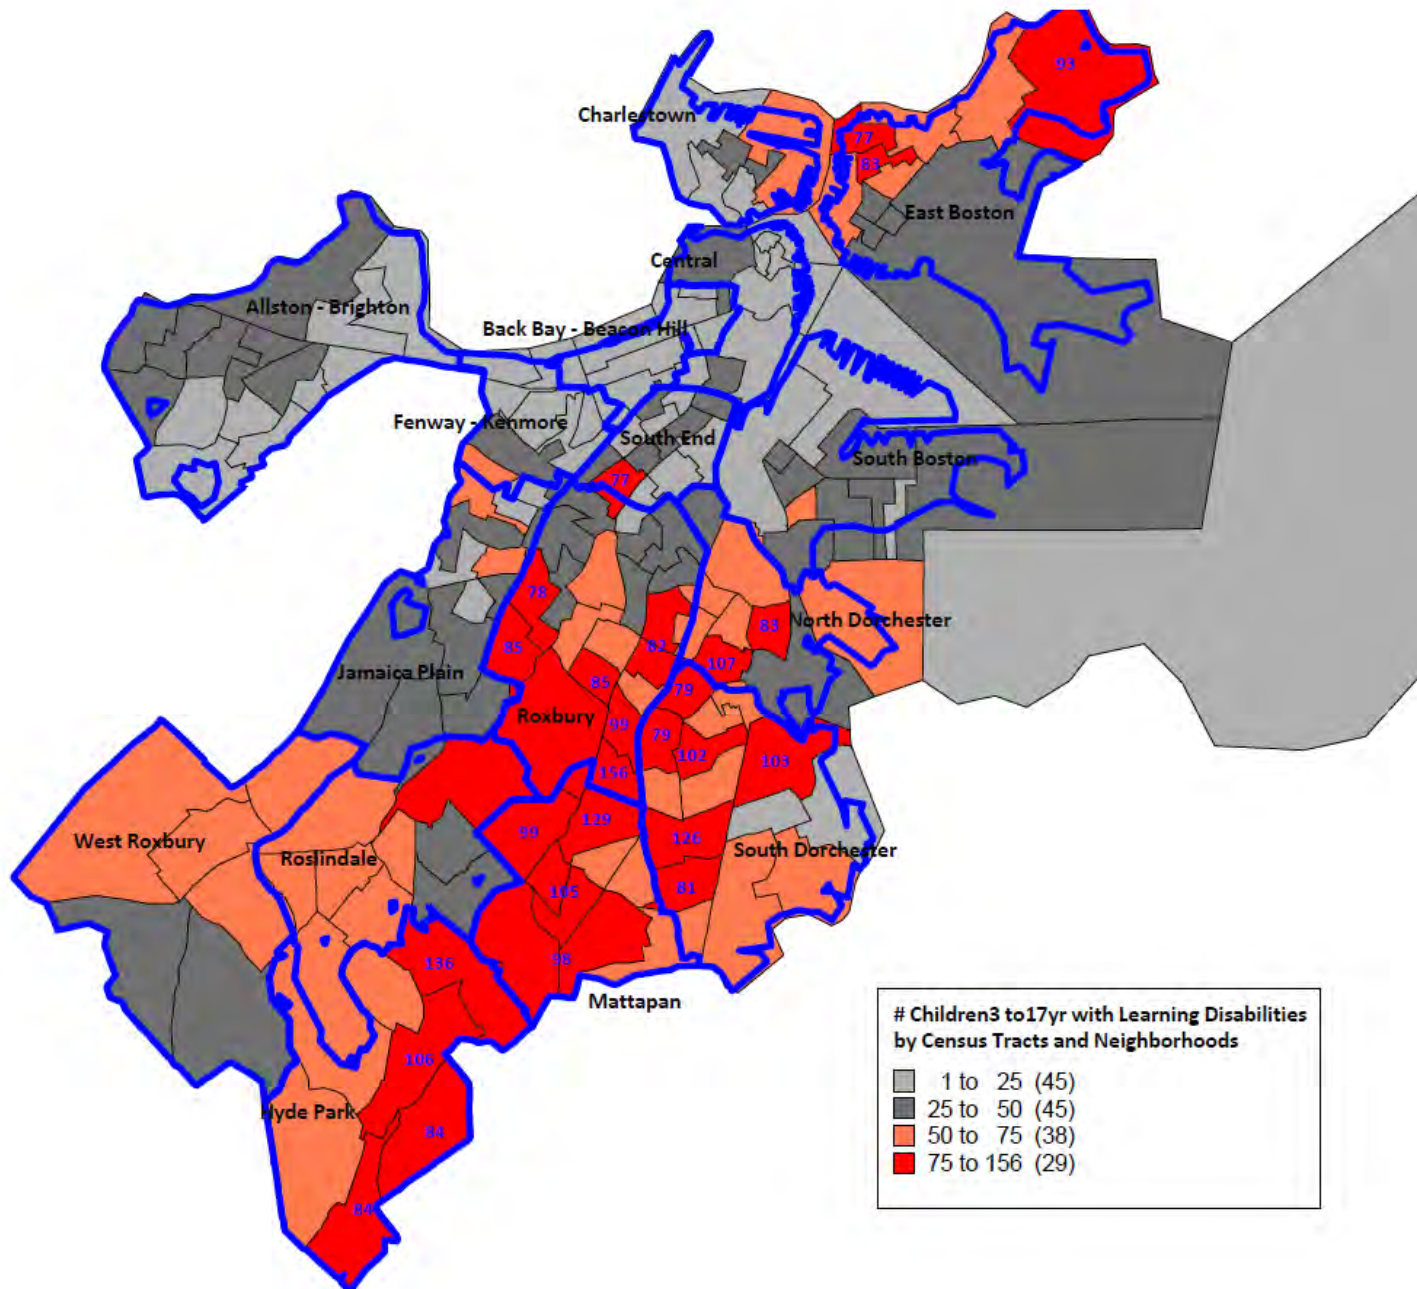 93
Charlestown
77
83
East Boston
Central
Allston - Brighton
Back Bay - Beacon Hill
Fenway - Kenmore
South End
South Boston
77
78
83
North Dorchester
82
85
107
Jamaica Plain
85
79
Roxbury
99
79
102
103
156
129
99
126
West Roxbury
Roslindale
South Dorchester
105
81
98
136
Mattapan
# Children3 to17yr with Learning Disabilities
by Census Tracts and Neighborhoods
1 to 25 (45)
25 to 50 (45)
50 to 75 (38)
75 to 156 (29)
106
Hyde Park
84
84